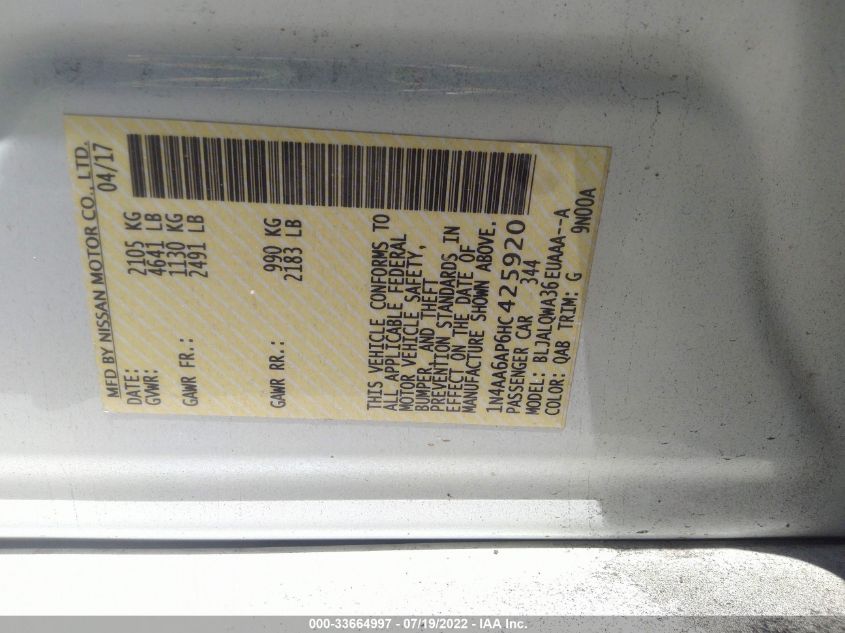 MFD BY NISSAN MOTOR CO., LTD.
DATE: 04/17
GVWR: 2105 KG
4641 LB
GAWR FR.: 1130 KG
2491 LB
GAWR RR.: 990 KG
2183 LB
THIS VEHICLE CONFORMS TO
ALL APPLICABLE FEDERAL
MOTOR VEHICLE SAFETY,
BUMPER, AND THEFT
PREVENTION STANDARDS IN
EFFECT ON THE DATE OF
MANUFACTURE SHOWN ABOVE.
1N4AA6AP6HC425920
PASSENGER CAR 344
MODEL: BLJALQWA36EUAAA--A
COLOR: QAB TRIM: G 9N00A
000-33664997 - 07/19/2022 - IAA Inc.